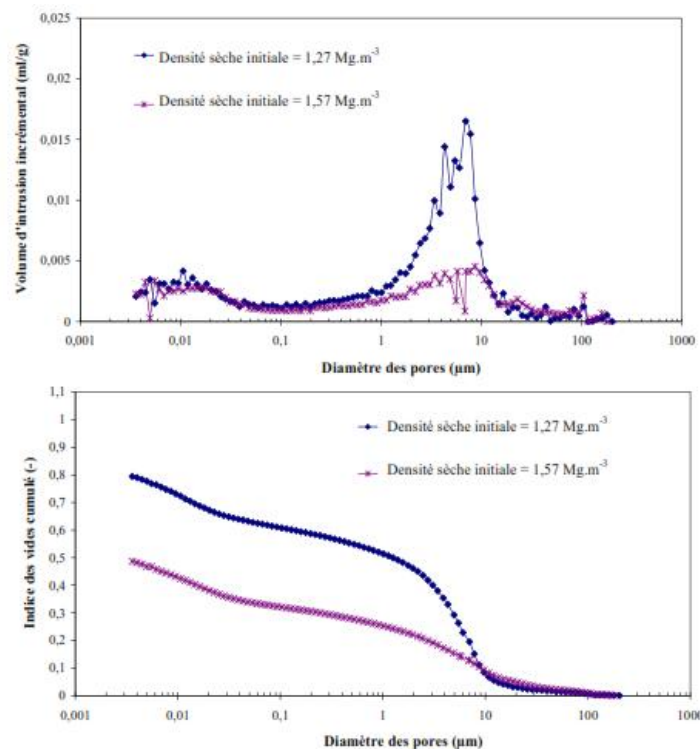 0,025
0,02
0,015
0,01
0,005
0
Volume d'intrusion incrémental (ml/g)
Densité sèche initiale = 1,27 Mg.m-3
Densité sèche initiale = 1,57 Mg.m-3
0,001 0,01 0,1 1 10 100 1000
Diamètre des pores (µm)
1,1
1
0,9
0,8
0,7
0,6
0,5
0,4
0,3
0,2
0,1
0
Indice des vides cumulé (-)
Densité sèche initiale = 1,27 Mg.m-3
Densité sèche initiale = 1,57 Mg.m-3
0,001 0,01 0,1 1 10 100 1000
Diamètre des pores (µm)